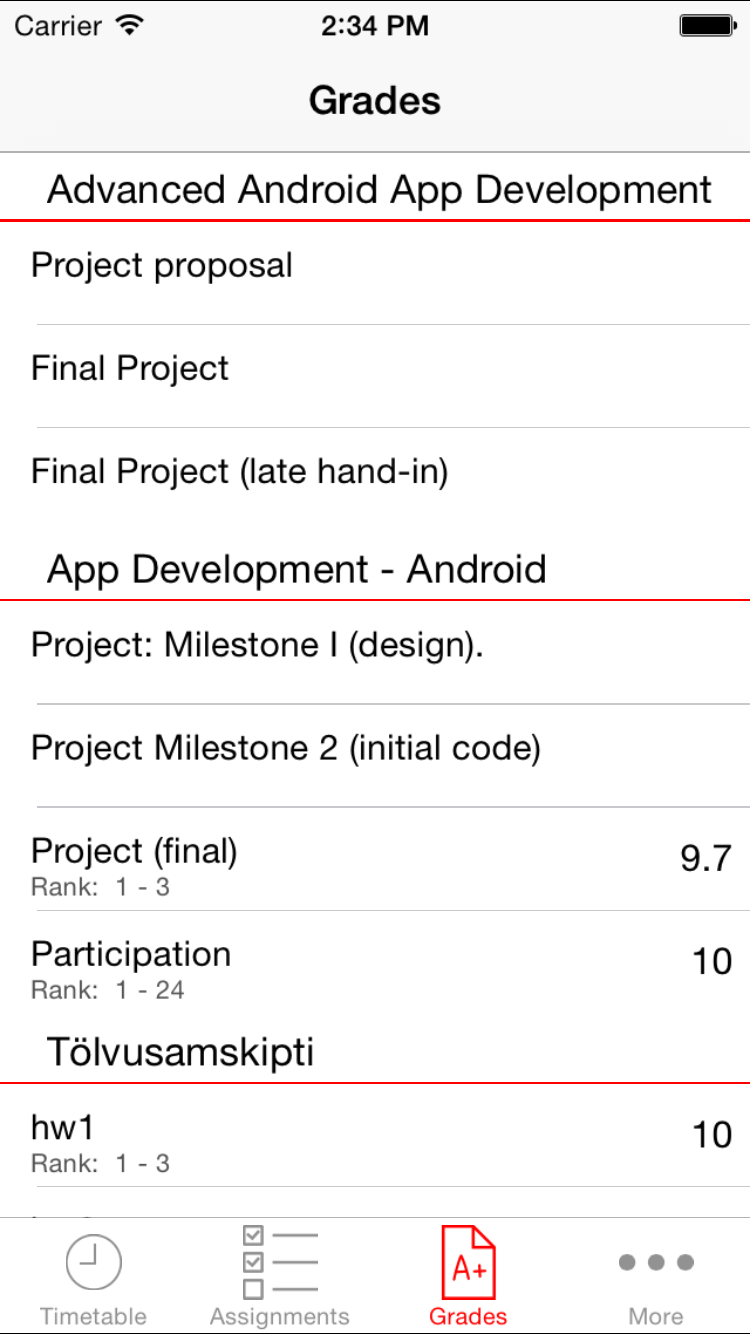 Carrier 2:34 PM
Grades
Advanced Android App Development
Project proposal
Final Project
Final Project (late hand-in)
App Development - Android
Project: Milestone I (design).
Project Milestone 2 (initial code)
Project (final) 9.7
Rank: 1 - 3
Participation 10
Rank: 1 - 24
Tölvusamskipti
hw1 10
Rank: 1 - 3
A+
Timetable Assignments Grades More